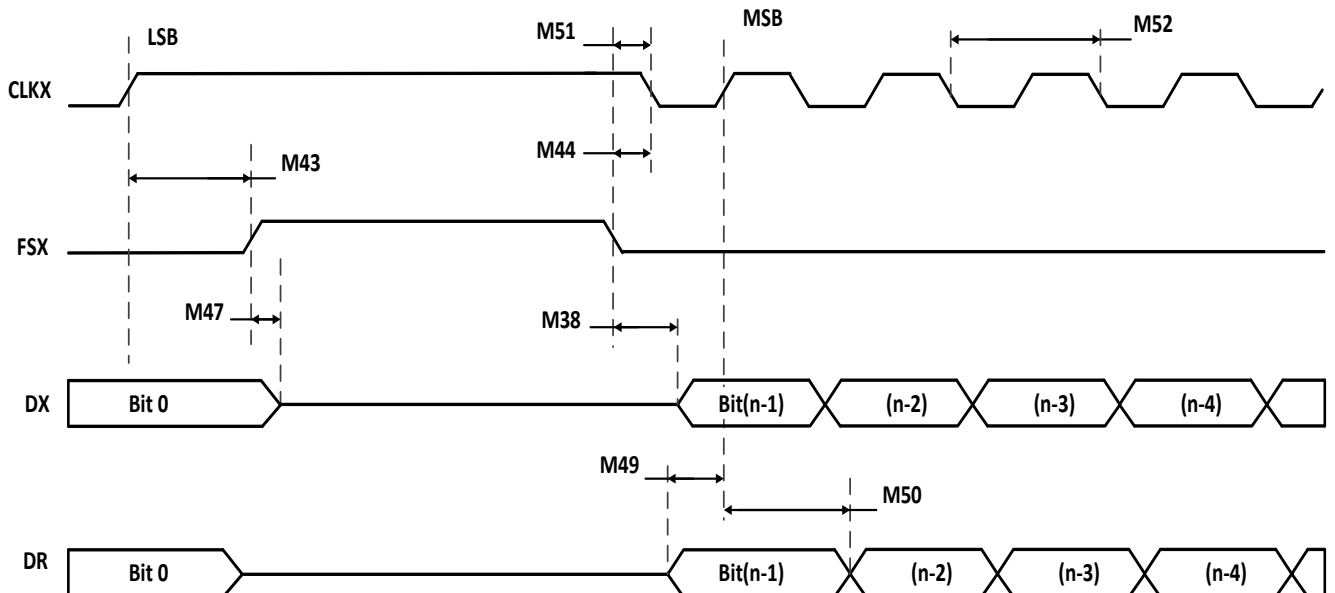 LSB M51 MSB M52
CLKX
M44
M43
FSX
M47 M38
DX Bit 0 Bit(n-1) (n-2) (n-3) (n-4)
M49
M50
DR Bit 0 Bit(n-1) (n-2) (n-3) (n-4)